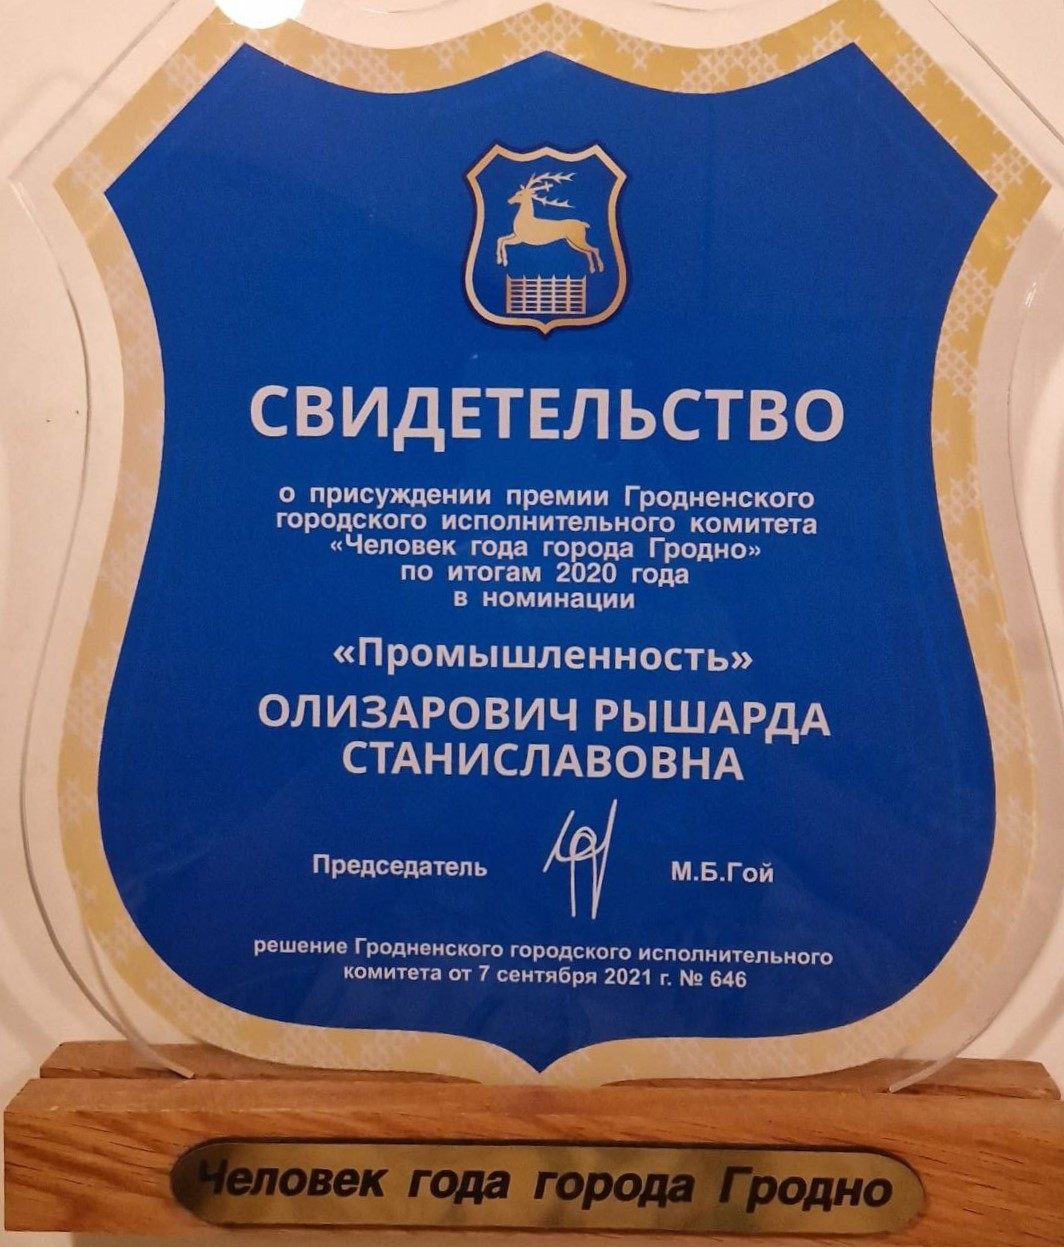 СВИДЕТЕЛЬСТВО
о присуждении премии Гродненского
городского исполнительного комитета
«Человек года города Гродно»
по итогам 2020 года
в номинации
«Промышленность»
ОЛИЗАРОВИЧ РЫШАРДА
СТАНИСЛАВОВНА
Председатель М.Б.Гой
решение Гродненского городского исполнительного
комитета от 7 сентября 2021 г. № 646
Человек года города Гродно